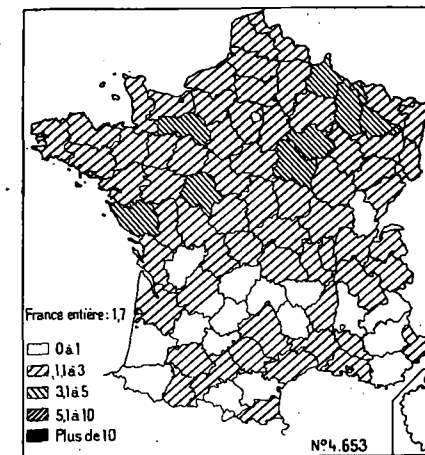 France entière: 1,7
0 à 1
1,1 à 3
3,1 à 5
5,1 à 10
Plus de 10
Nº4.653